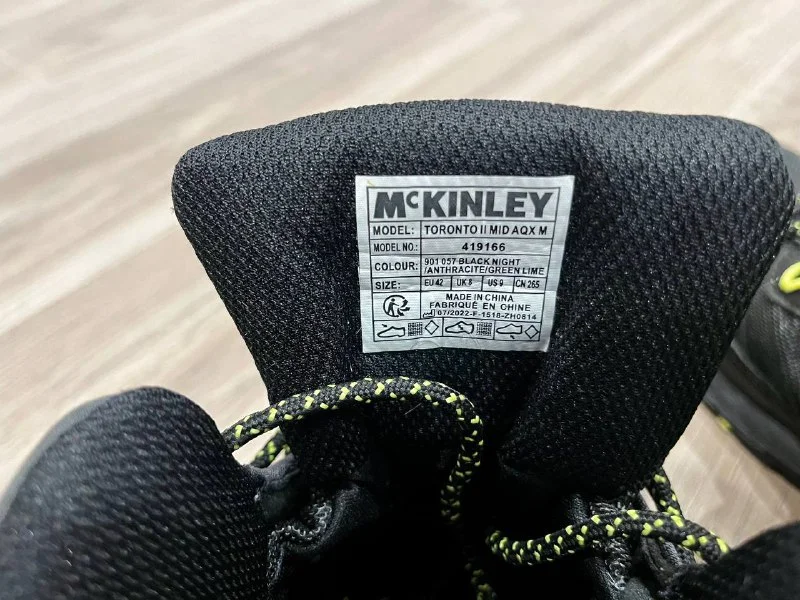 McKINLEY
MODEL: TORONTO II MID AQX M
MODEL NO.: 419166
COLOUR: 901 057 BLACK NIGHT
/ANTHRACITE/GREEN LIME
SIZE: EU 42 UK 8 US 9 CN 265
MADE IN CHINA
FABRIQUÉ EN CHINE
07/2022-F-1518-ZH0814